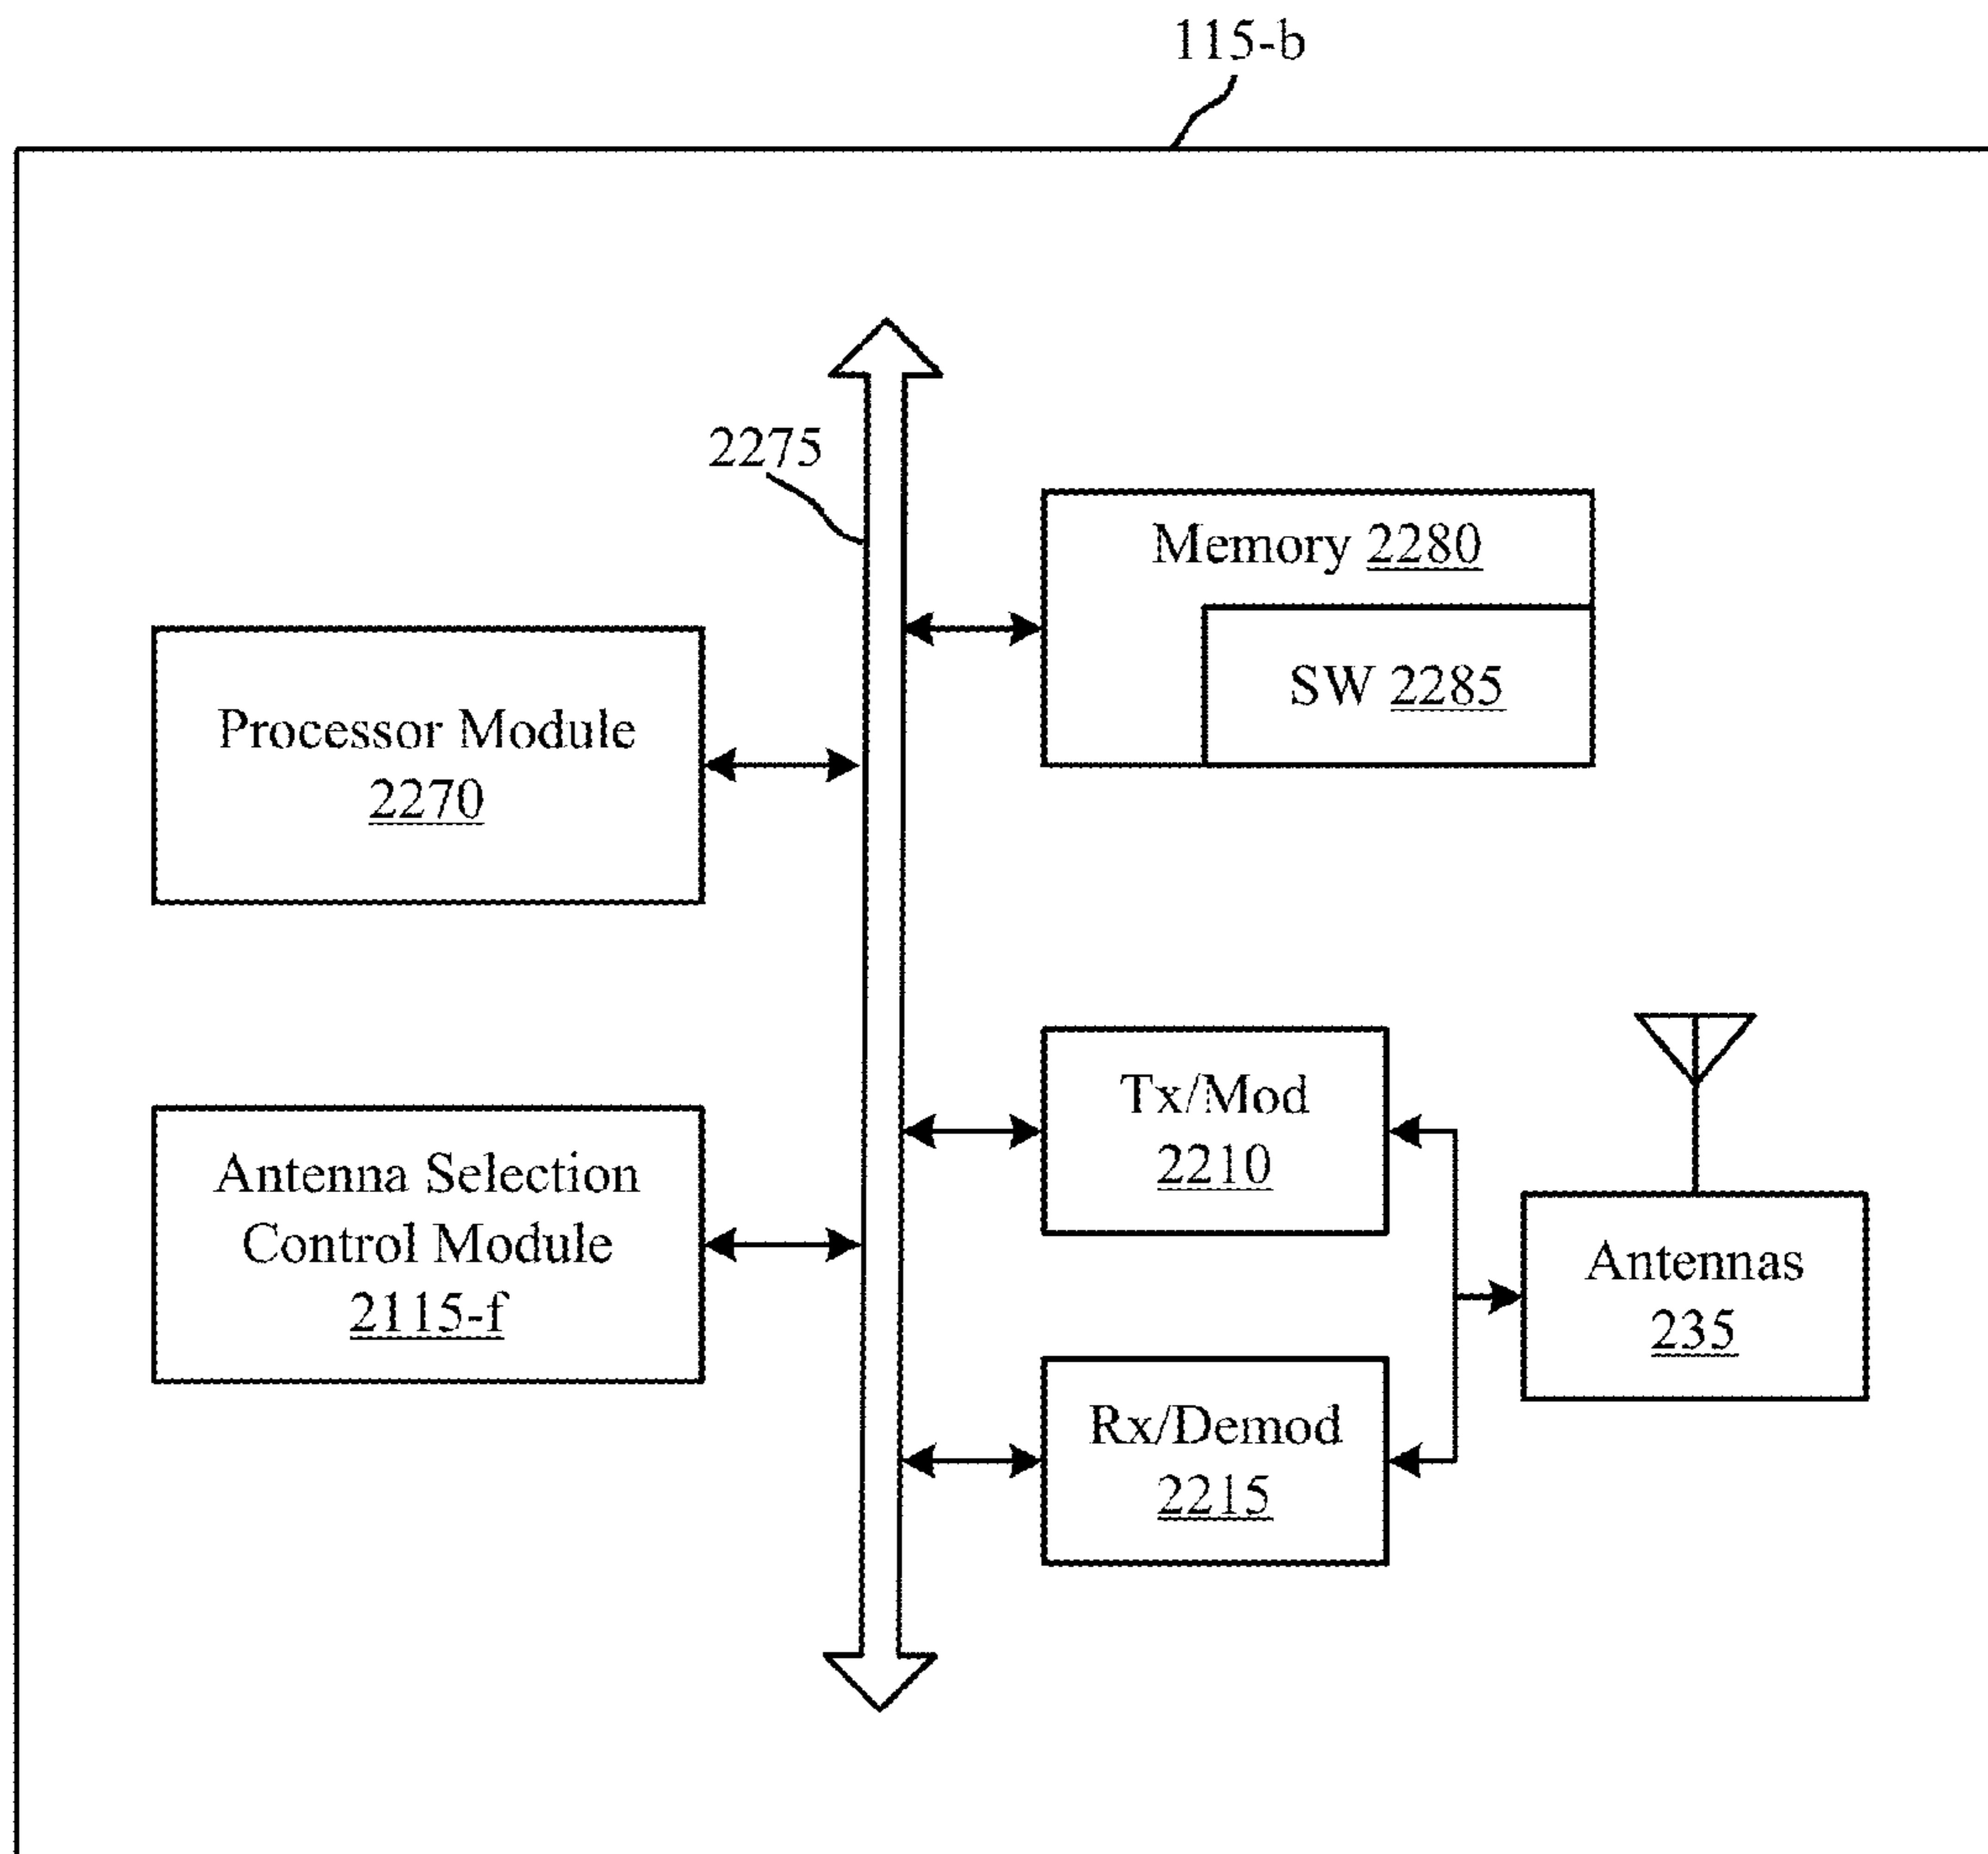 115-b
2275
Memory 2280
SW 2285
Processor Module
2270
Tx/Mod
2210
Antenna Selection
Control Module
2115-f
Antennas
235
Rx/Demod
2215